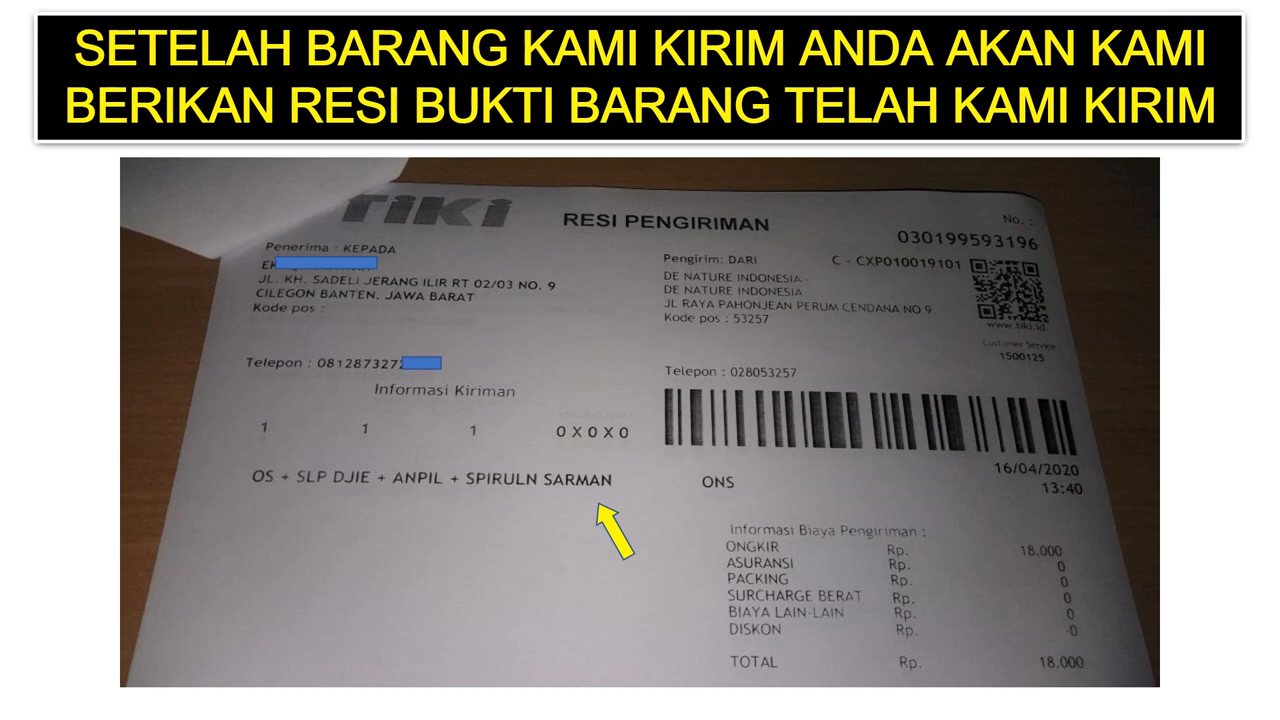 SETELAH BARANG KAMI KIRIM ANDA AKAN KAMI
BERIKAN RESI BUKTI BARANG TELAH KAMI KIRIM
TiKi
RESI PENGIRIMAN
No. :
030199593196
Penerima : KEPADA
JL. KH. SADELI JERANG ILIR RT 02/03 NO. 9
CILEGON BANTEN, JAWA BARAT
Kode pos :
Telepon : 0812873272
Pengirim: DARI
C - CXP010019101
DE NATURE INDONESIA
DE NATURE INDONESIA
JL RAYA PAHONJEAN PERUM CENDANA NO 9
Kode pos : 53257
www.tiki.id
Customer Service
1500125
Telepon : 028053257
Informasi Kiriman
1 1 1 0 X 0 X 0
OS + SLP DJIE + ANPIL + SPIRULN SARMAN
ONS
16/04/2020
13:40
Informasi Biaya Pengiriman :
ONGKIR Rp. 18.000
ASURANSI Rp. 0
PACKING Rp. 0
SURCHARGE BERAT Rp. 0
BIAYA LAIN-LAIN Rp. 0
DISKON Rp. -0
TOTAL Rp. 18.000